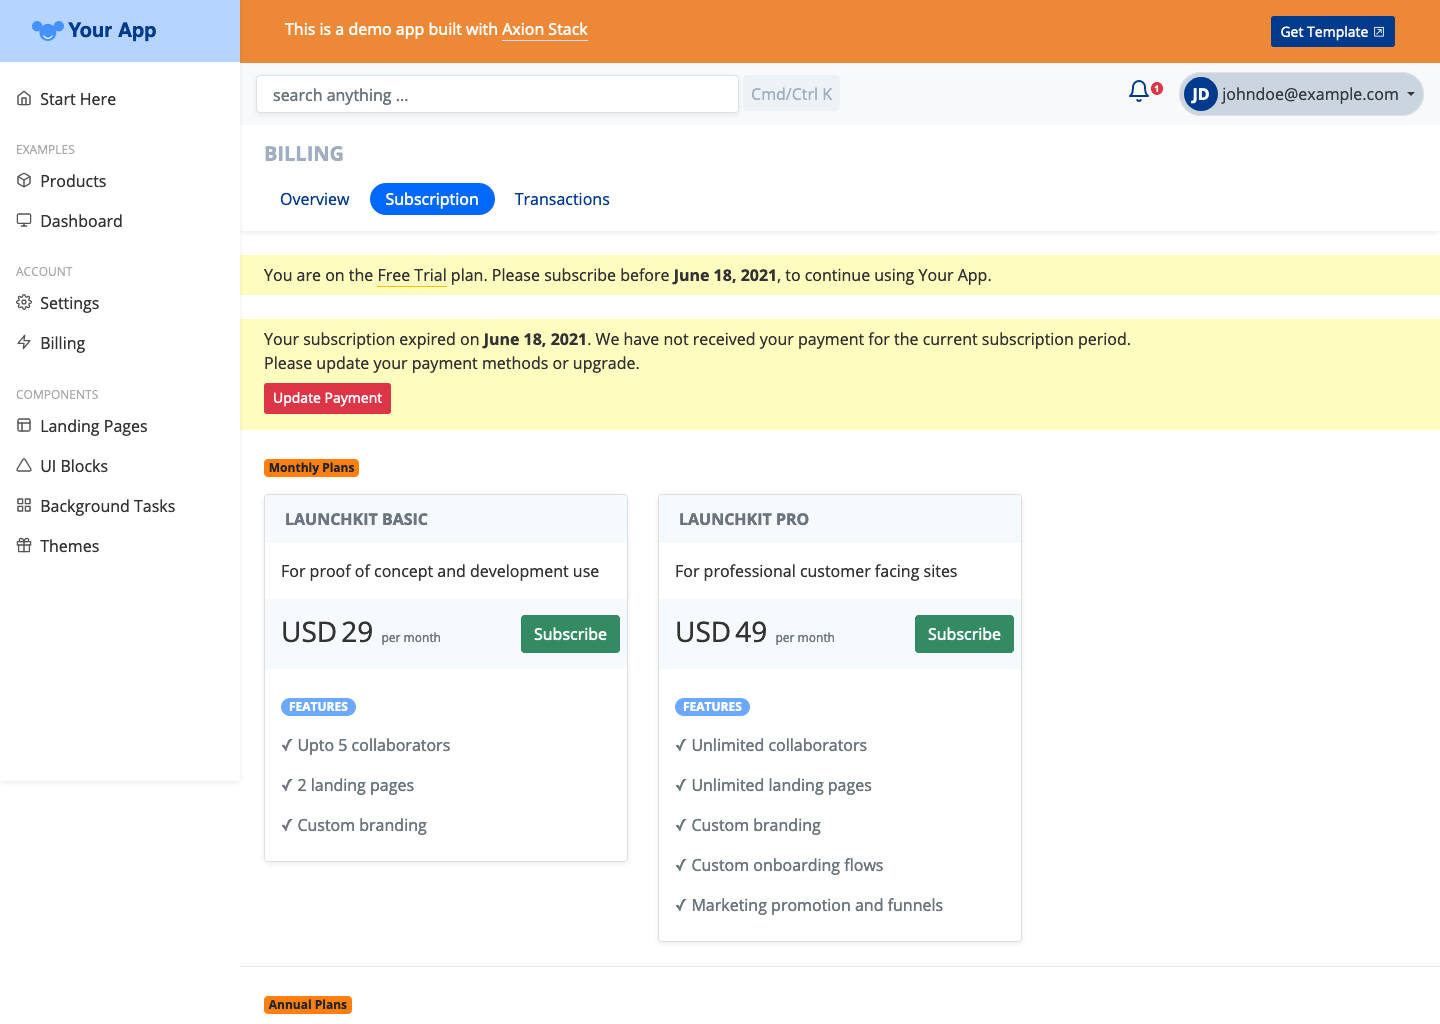 Your App
This is a demo app built with Axion Stack
Get Template
search anything ...
Cmd/Ctrl K
1
JD
johndoe@example.com
Start Here
EXAMPLES
Products
Dashboard
ACCOUNT
Settings
Billing
COMPONENTS
Landing Pages
UI Blocks
Background Tasks
Themes
BILLING
Overview
Subscription
Transactions
You are on the Free Trial plan. Please subscribe before June 18, 2021, to continue using Your App.
Your subscription expired on June 18, 2021. We have not received your payment for the current subscription period.
Please update your payment methods or upgrade.
Update Payment
Monthly Plans
LAUNCHKIT BASIC
For proof of concept and development use
USD 29 per month
Subscribe
FEATURES
✓ Upto 5 collaborators
✓ 2 landing pages
✓ Custom branding
LAUNCHKIT PRO
For professional customer facing sites
USD 49 per month
Subscribe
FEATURES
✓ Unlimited collaborators
✓ Unlimited landing pages
✓ Custom branding
✓ Custom onboarding flows
✓ Marketing promotion and funnels
Annual Plans